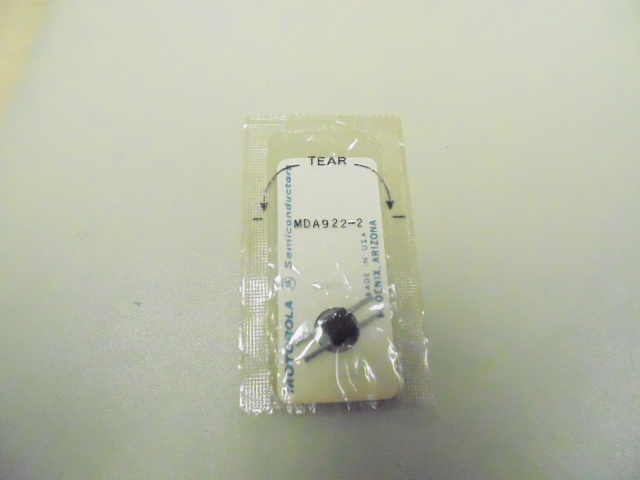 TEAR
MDA922-2
MOTOROLA Semiconductors
MADE IN USA
PHOENIX, ARIZONA